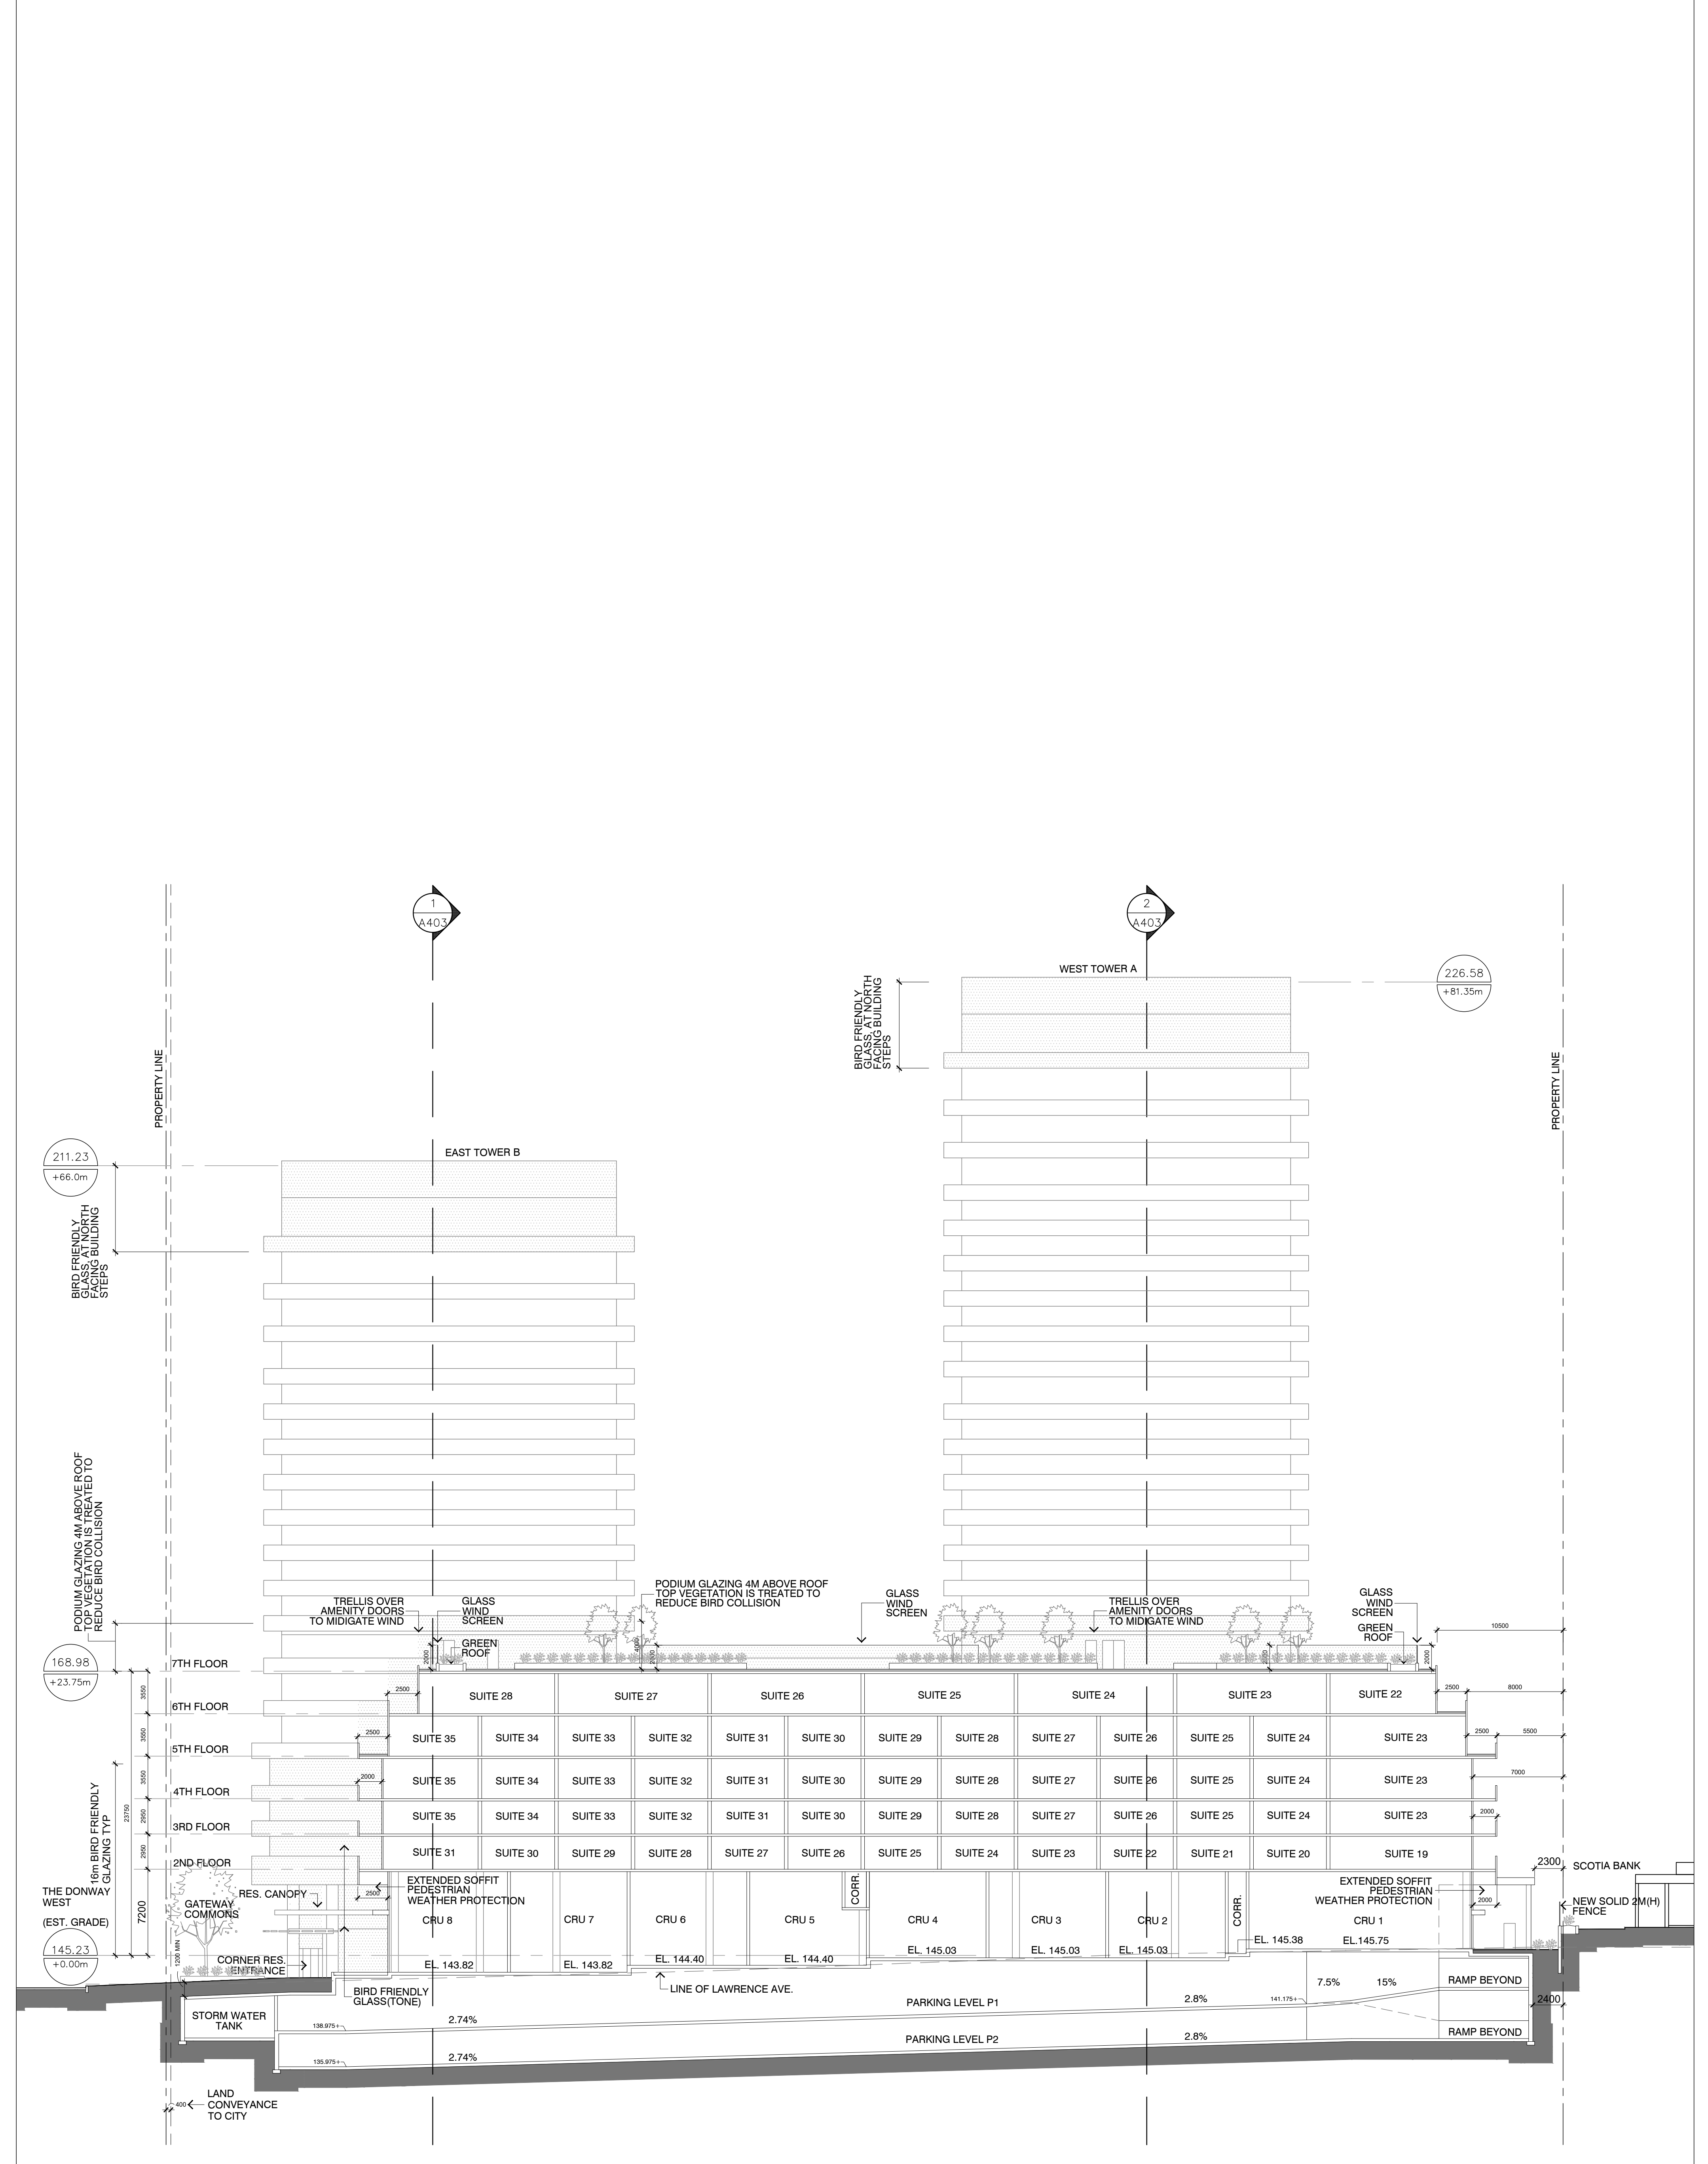 1
A403
2
A403
WEST TOWER A
226.58
+81.35m
BIRD FRIENDLY
GLASS, AT NORTH
FACING BUILDING
STEPS
PROPERTY LINE
PROPERTY LINE
211.23
+66.0m
EAST TOWER B
BIRD FRIENDLY
GLASS, AT NORTH
FACING BUILDING
STEPS
PODIUM GLAZING 4M ABOVE ROOF
TOP VEGETATION IS TREATED TO
REDUCE BIRD COLLISION
TRELLIS OVER
AMENITY DOORS
TO MIDIGATE WIND
GLASS
WIND
SCREEN
GREEN
ROOF
PODIUM GLAZING 4M ABOVE ROOF
TOP VEGETATION IS TREATED TO
REDUCE BIRD COLLISION
GLASS
WIND
SCREEN
TRELLIS OVER
AMENITY DOORS
TO MIDIGATE WIND
GLASS
WIND
SCREEN
GREEN
ROOF
10500
2000
4000
2000
168.98
+23.75m
7TH FLOOR
3550
2500
SUITE 28
SUITE 27
SUITE 26
SUITE 25
SUITE 24
SUITE 23
SUITE 22
2500
8000
6TH FLOOR
3550
2500
SUITE 35
SUITE 34
SUITE 33
SUITE 32
SUITE 31
SUITE 30
SUITE 29
SUITE 28
SUITE 27
SUITE 26
SUITE 25
SUITE 24
SUITE 23
2500
5500
5TH FLOOR
3550
2000
SUITE 35
SUITE 34
SUITE 33
SUITE 32
SUITE 31
SUITE 30
SUITE 29
SUITE 28
SUITE 27
SUITE 26
SUITE 25
SUITE 24
SUITE 23
7000
4TH FLOOR
16m BIRD FRIENDLY
GLAZING TYP
23750
2950
SUITE 35
SUITE 34
SUITE 33
SUITE 32
SUITE 31
SUITE 30
SUITE 29
SUITE 28
SUITE 27
SUITE 26
SUITE 25
SUITE 24
SUITE 23
2000
3RD FLOOR
2950
SUITE 31
SUITE 30
SUITE 29
SUITE 28
SUITE 27
SUITE 26
SUITE 25
SUITE 24
SUITE 23
SUITE 22
SUITE 21
SUITE 20
SUITE 19
2ND FLOOR
2300
SCOTIA BANK
THE DONWAY
WEST
(EST. GRADE)
145.23
+0.00m
7200
GATEWAY
COMMONS
RES. CANOPY
2500
EXTENDED SOFFIT
PEDESTRIAN
WEATHER PROTECTION
CORR.
CORR.
EXTENDED SOFFIT
PEDESTRIAN
WEATHER PROTECTION
2000
NEW SOLID 2M(H)
FENCE
CRU 8
CRU 7
CRU 6
CRU 5
CRU 4
CRU 3
CRU 2
CRU 1
1200 MIN
CORNER RES.
ENTRANCE
EL. 143.82
EL. 143.82
EL. 144.40
EL. 144.40
EL. 145.03
EL. 145.03
EL. 145.03
EL. 145.38
EL.145.75
BIRD FRIENDLY
GLASS(TONE)
LINE OF LAWRENCE AVE.
7.5%
15%
RAMP BEYOND
STORM WATER
TANK
138.975+
2.74%
PARKING LEVEL P1
2.8%
141.175+
2400
135.975+
2.74%
PARKING LEVEL P2
2.8%
RAMP BEYOND
400
LAND
CONVEYANCE
TO CITY